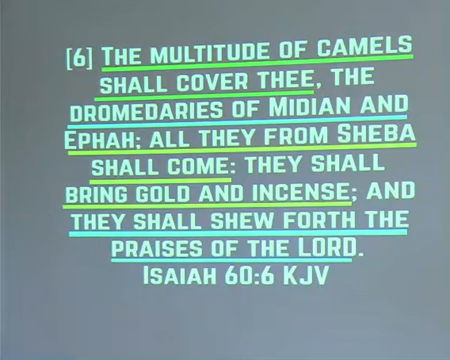 [6] THE MULTITUDE OF CAMELS
SHALL COVER THEE, THE
DROMEDARIES OF MIDIAN AND
EPHAH; ALL THEY FROM SHEBA
SHALL COME: THEY SHALL
BRING GOLD AND INCENSE; AND
THEY SHALL SHEW FORTH THE
PRAISES OF THE LORD.
ISAIAH 60:6 KJV